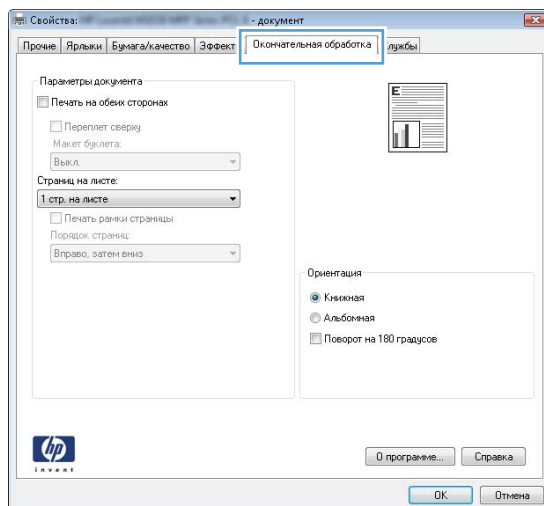 Свойства: - документ
Прочие Ярлыки Бумага/качество Эффект Окончательная обработка лужбы
Параметры документа
Печать на обеих сторонах
Переплет сверху
Макет буклета:
Выкл.
Страниц на листе:
1 стр. на листе
Печать рамки страницы
Порядок страниц:
Вправо, затем вниз
E
Ориентация
Книжная
Альбомная
Поворот на 180 градусов
hp
invent
О программе... Справка
OK Отмена